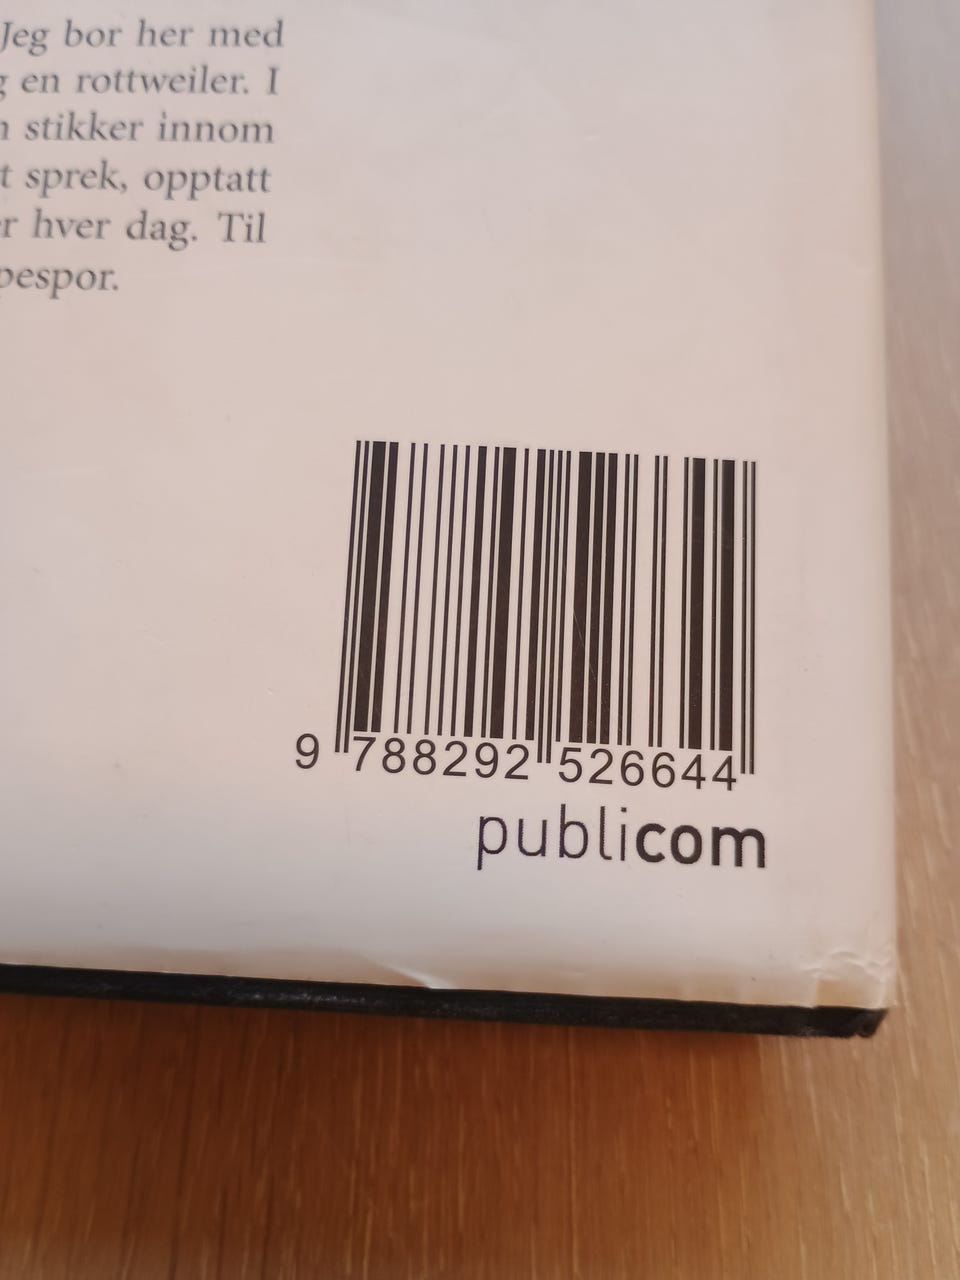 Jeg bor her med
en rottweiler. I
stikker innom
sprek, opptatt
hver dag. Til
9 788292 526644
publicom